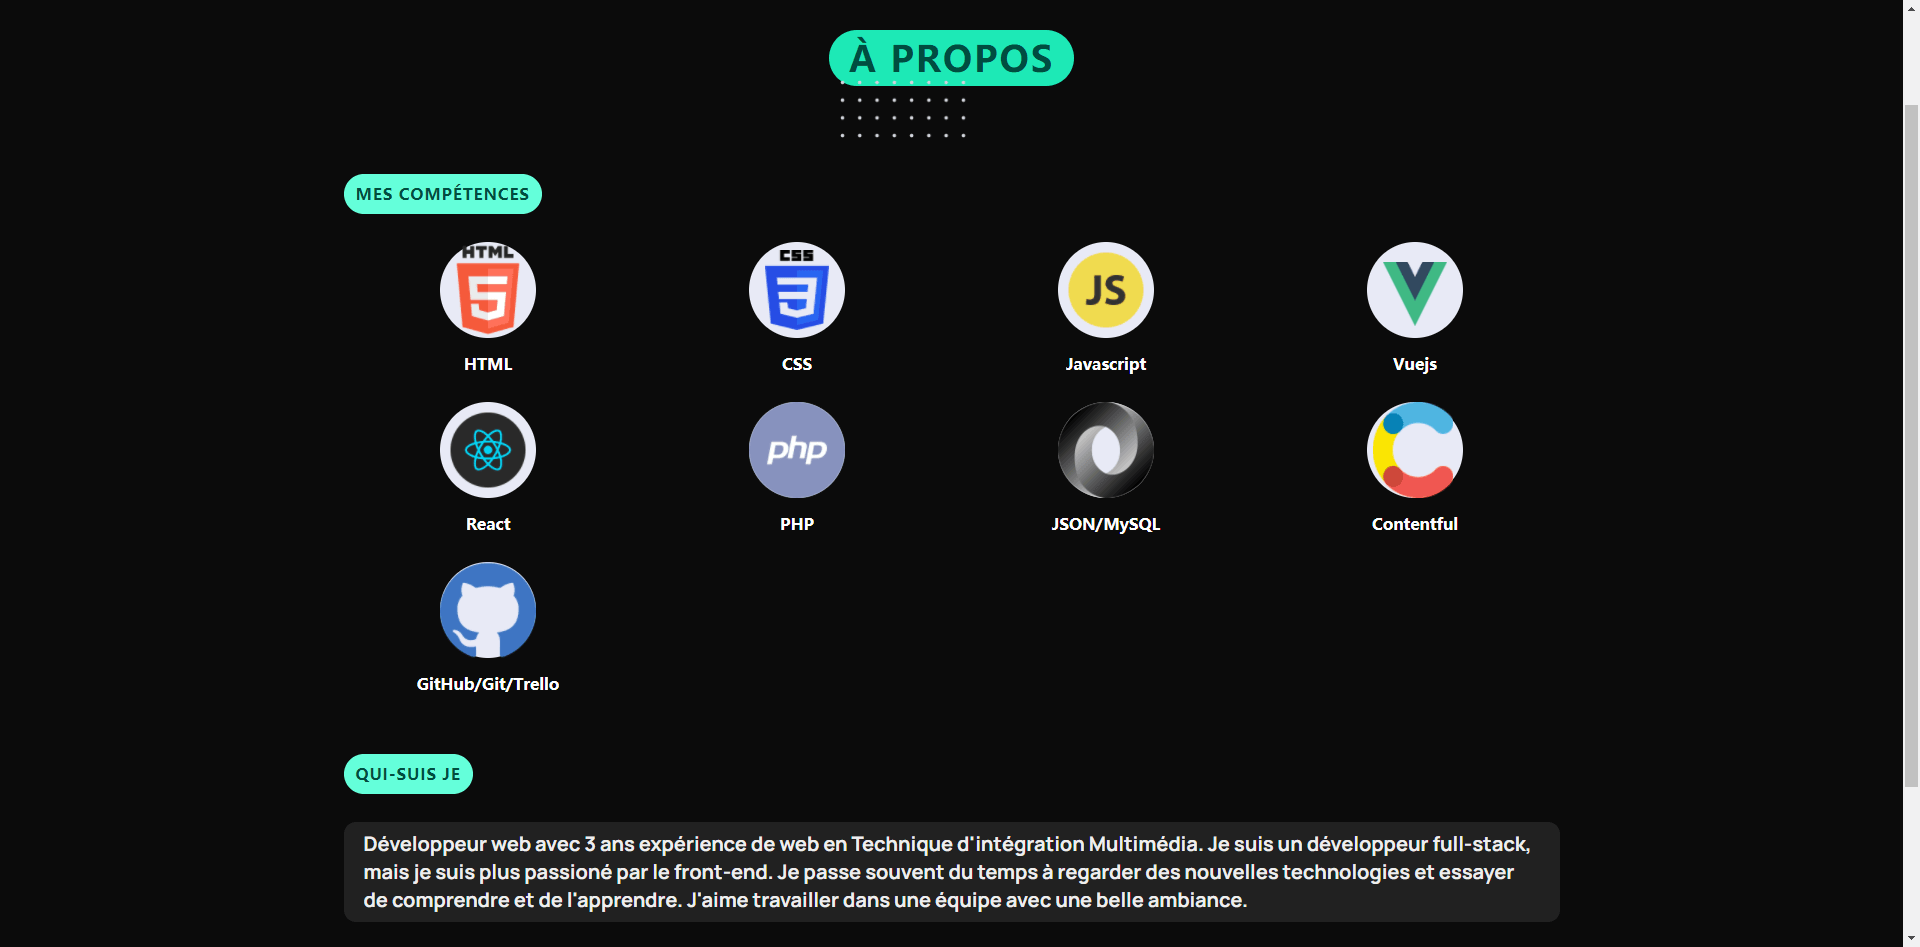 À PROPOS
MES COMPÉTENCES
HTML
CSS
JS
HTML
CSS
Javascript
Vuejs
php
React
PHP
JSON/MySQL
Contentful
GitHub/Git/Trello
QUI-SUIS JE
Développeur web avec 3 ans expérience de web en Technique d'intégration Multimédia. Je suis un développeur full-stack,
mais je suis plus passioné par le front-end. Je passe souvent du temps à regarder des nouvelles technologies et essayer
de comprendre et de l'apprendre. J'aime travailler dans une équipe avec une belle ambiance.